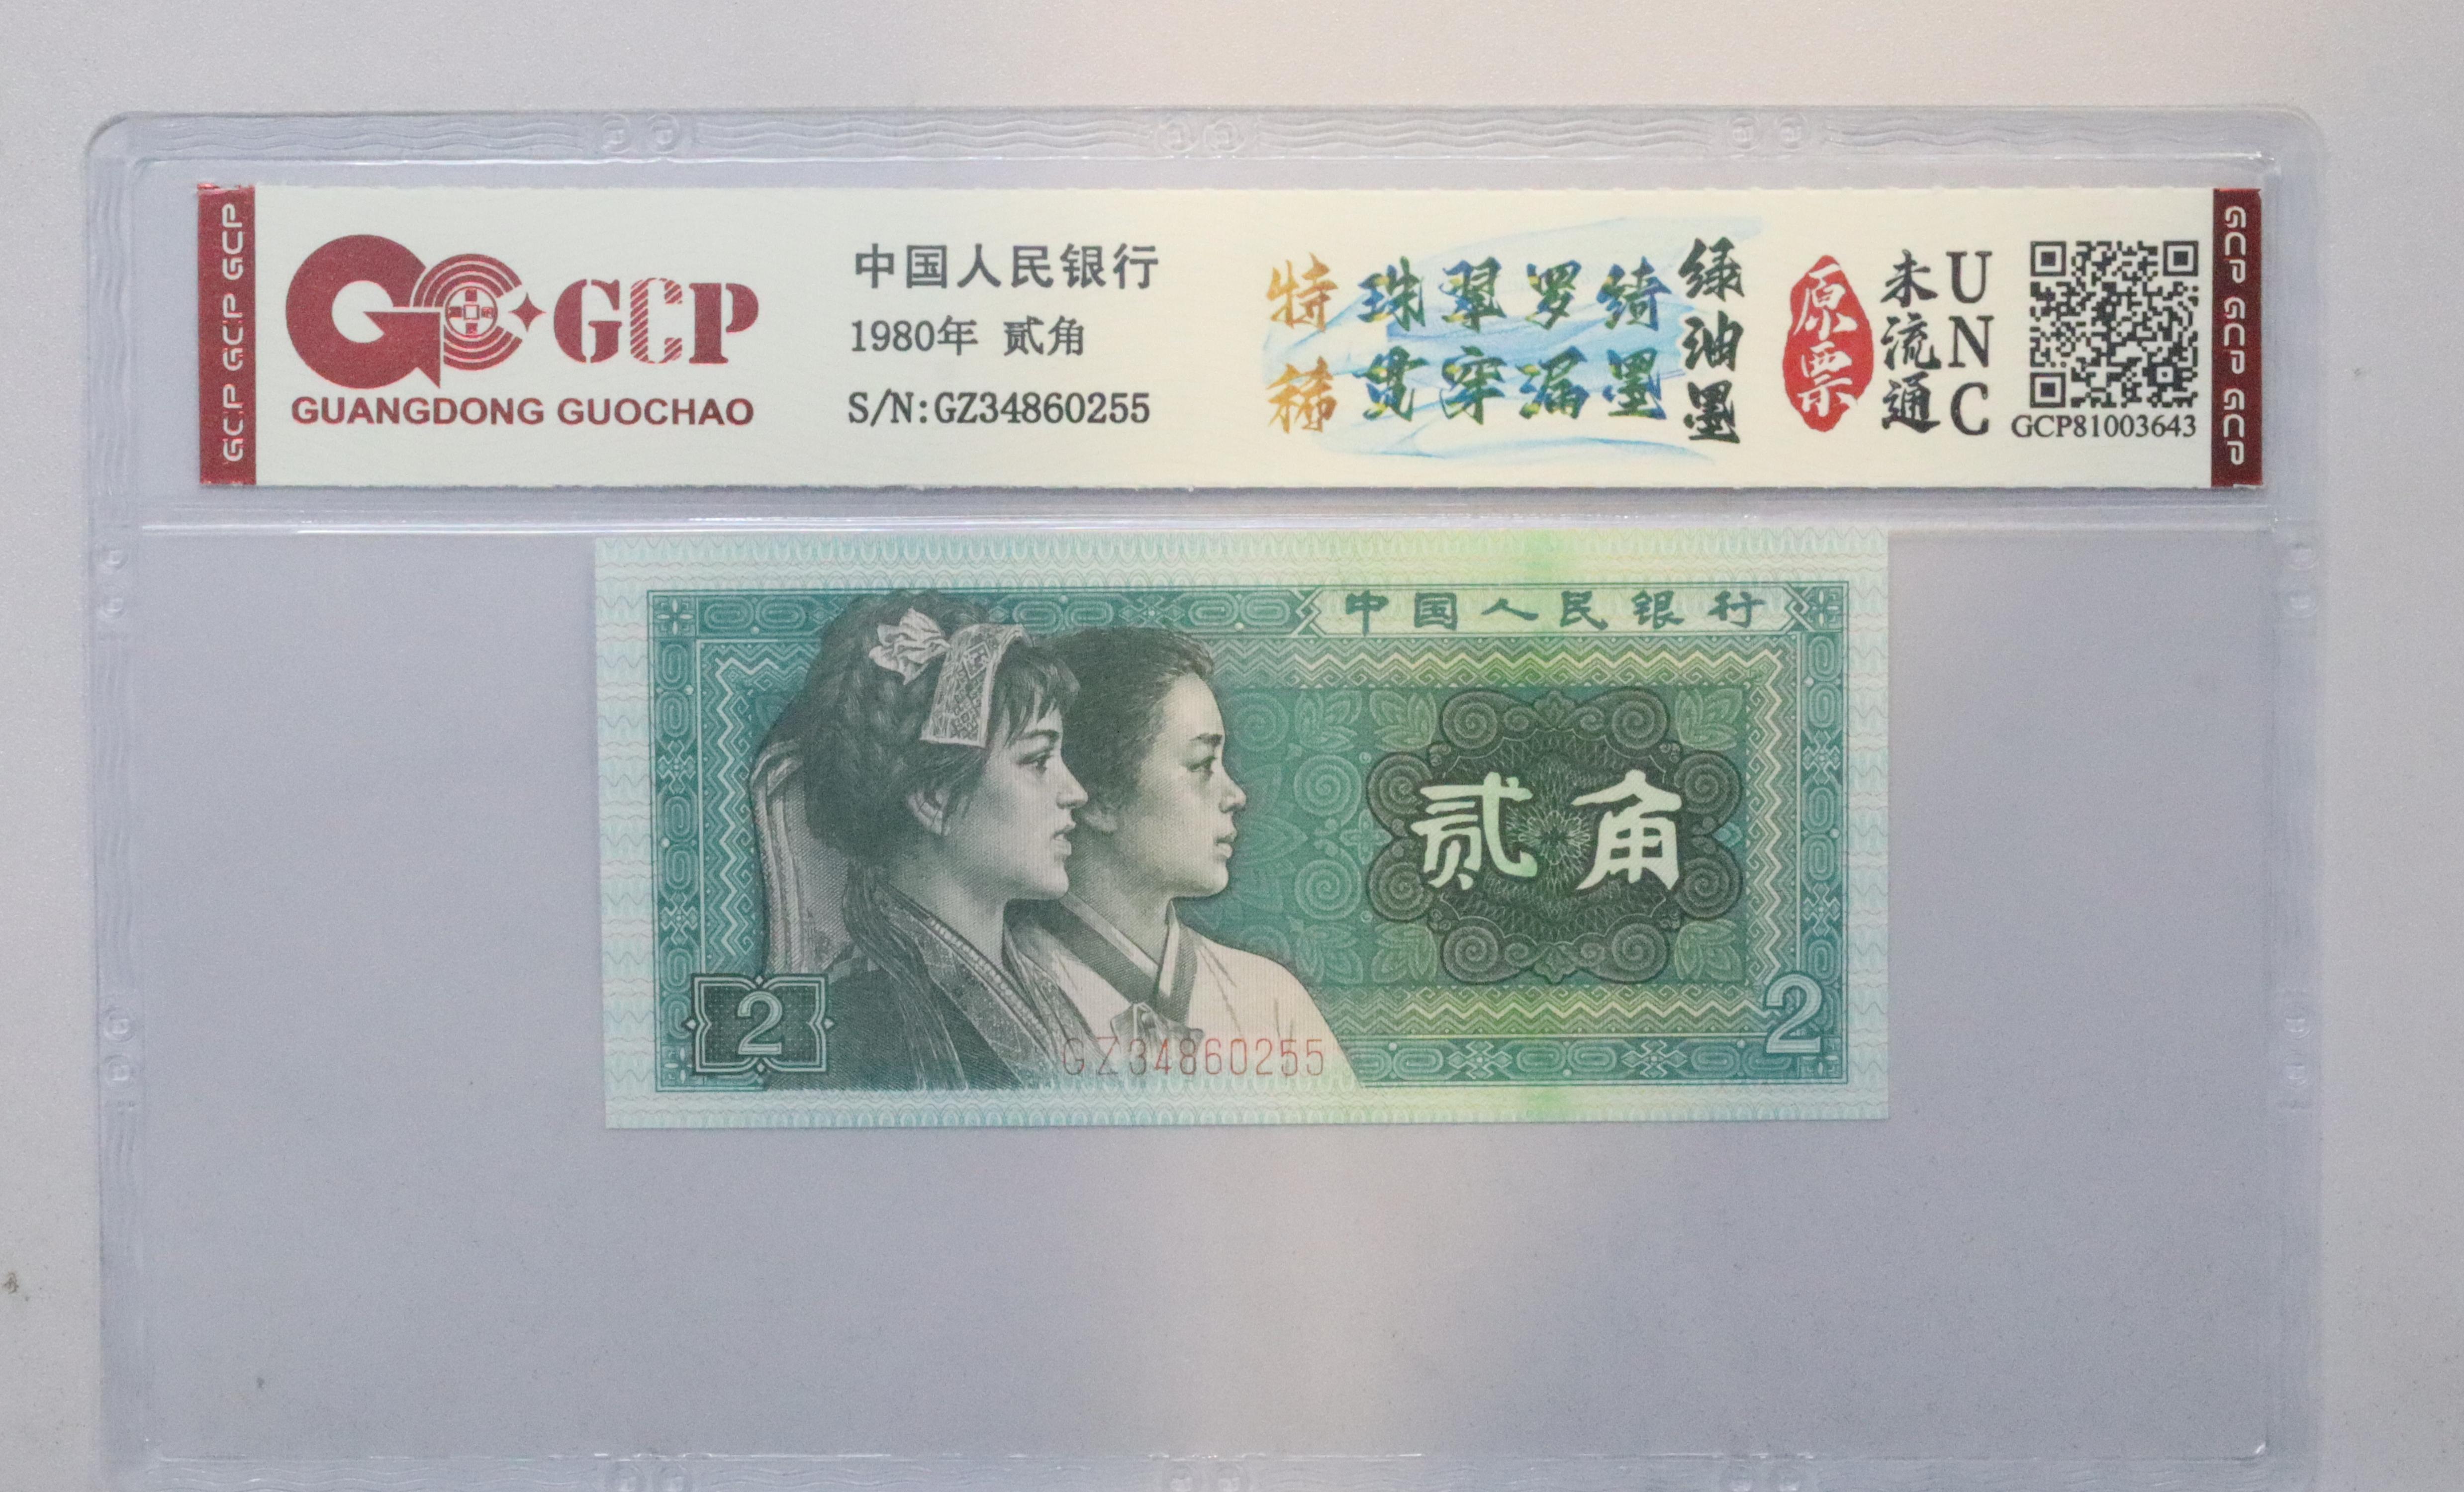 GCP GCP GCP
GCP
GUANGDONG GUOCHAO
中国人民银行
1980年 贰角
S/N:GZ34860255
特稀
珠翠罗绮
贯穿漏墨
绿油墨
原票
未流通
UNC
GCP81003643
GCP GCP GCP
中国人民银行
贰角
2
2
GZ34860255